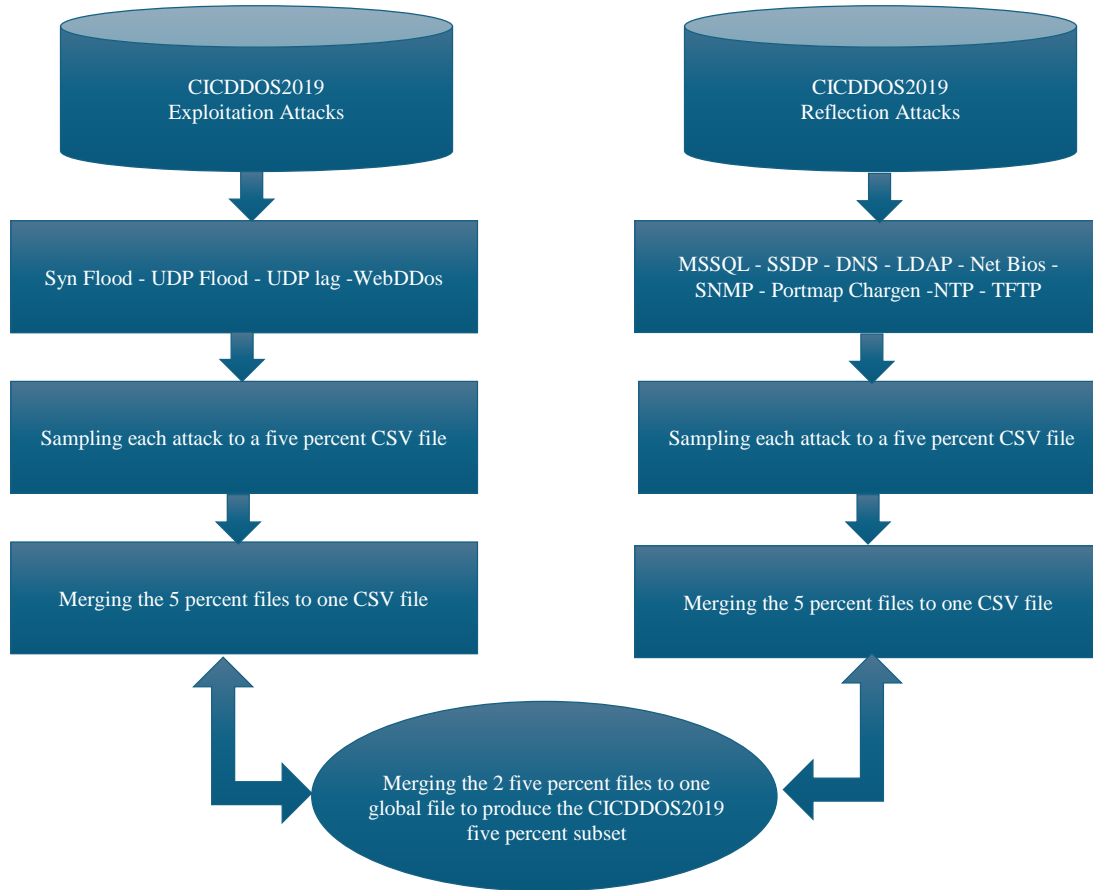 CICDDOS2019
Exploitation Attacks
CICDDOS2019
Reflection Attacks
Syn Flood - UDP Flood - UDP lag -WebDDos
MSSQL - SSDP - DNS - LDAP - Net Bios -
SNMP - Portmap Chargen -NTP - TFTP
Sampling each attack to a five percent CSV file
Sampling each attack to a five percent CSV file
Merging the 5 percent files to one CSV file
Merging the 5 percent files to one CSV file
Merging the 2 five percent files to one
global file to produce the CICDDOS2019
five percent subset